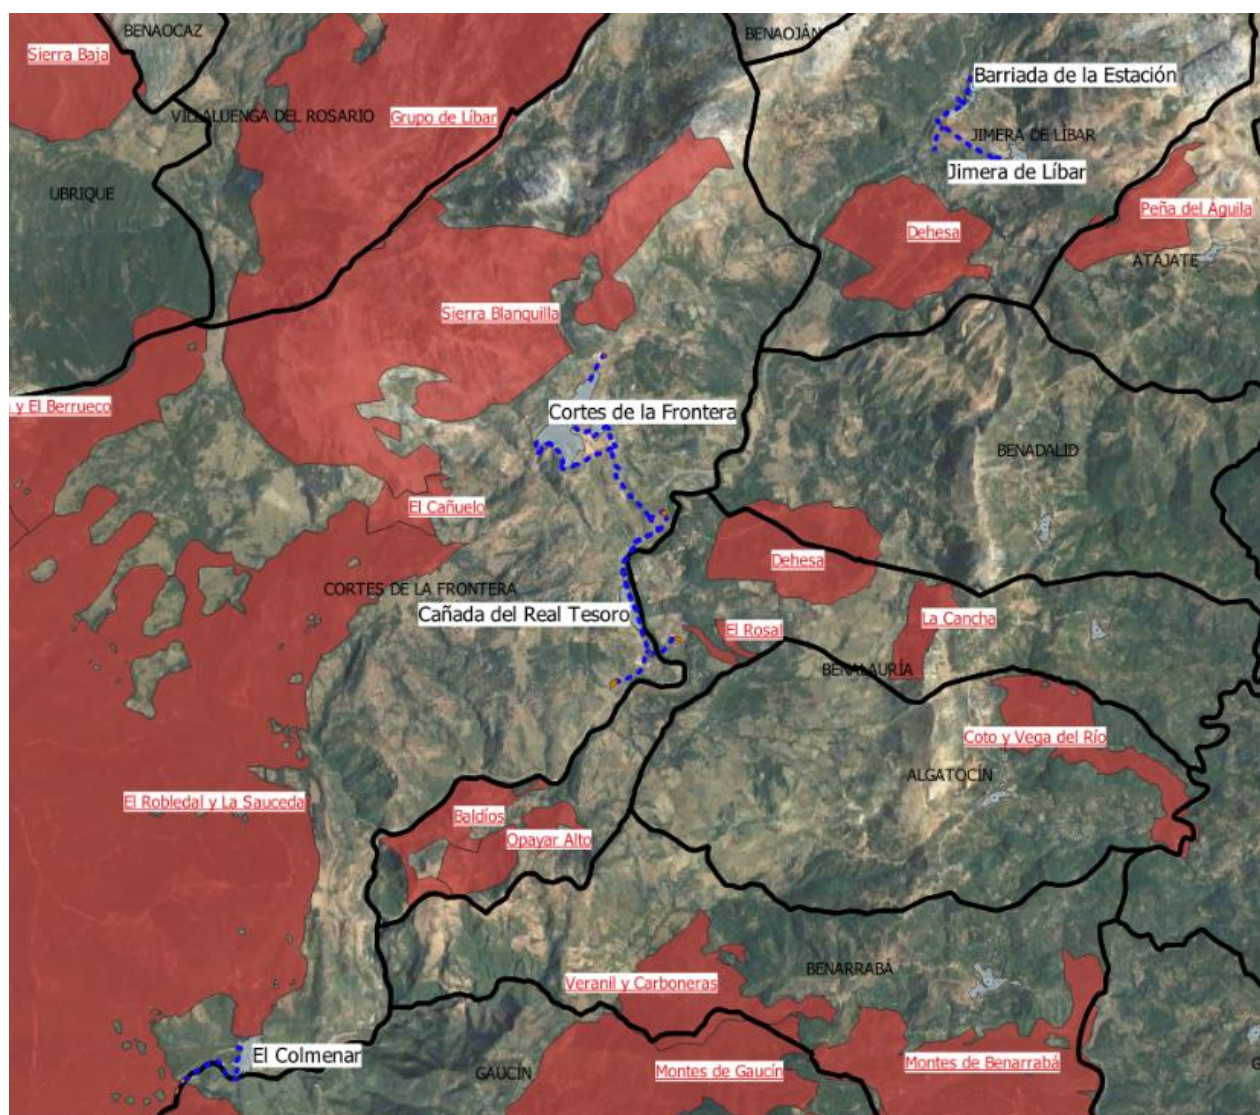 BENAOCAZ
BENAOJÁN
Sierra Baja
Barriada de la Estación
VILLALUENGA DEL ROSARIO
Grupo de Líbar
JIMERA DE LÍBAR
Jimera de Líbar
UBRIQUE
Peña del Águila
Dehesa
ATAJATE
Sierra Blanquilla
y El Berrueco
Cortes de la Frontera
BENADALID
El Cañuelo
Dehesa
CORTES DE LA FRONTERA
Cañada del Real Tesoro
La Cancha
El Rosal
BENALAURÍA
Coto y Vega del Río
ALGATOCÍN
El Robledal y La Sauceda
Baldíos
Opayar Alto
BENARRABÁ
Veranil y Carboneras
El Colmenar
GAUCÍN
Montes de Gaucín
Montes de Benarrabá
G